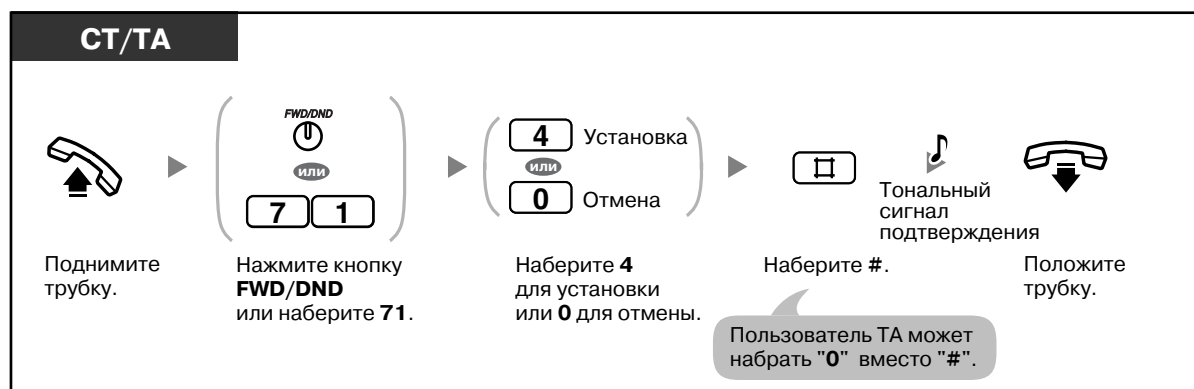 СТ/ТА
FWD/DND
или
7 1
4 Установка
или
0 Отмена
#
Тональный
сигнал
подтверждения
Поднимите
трубку.
Нажмите кнопку
FWD/DND
или наберите 71.
Наберите 4
для установки
или 0 для отмены.
Наберите #.
Положите
трубку.
Пользователь ТА может
набрать "0" вместо "#".